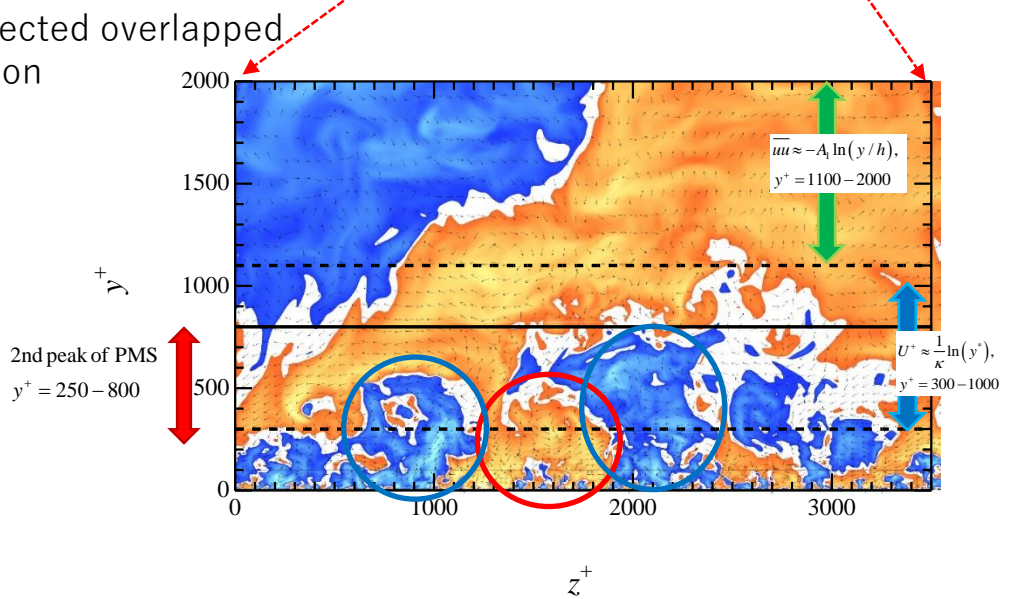 ected overlapped
on
2000
1500
1000
500
0
0 1000 2000 3000
y⁺
z⁺
2nd peak of PMS
y⁺ = 250 – 800
\overline{uu} ≈ -A₁ ln( y / h ),
y⁺ = 1100 – 2000
U⁺ ≈ \frac{1}{κ} ln( y⁺ ),
y⁺ = 300 – 1000